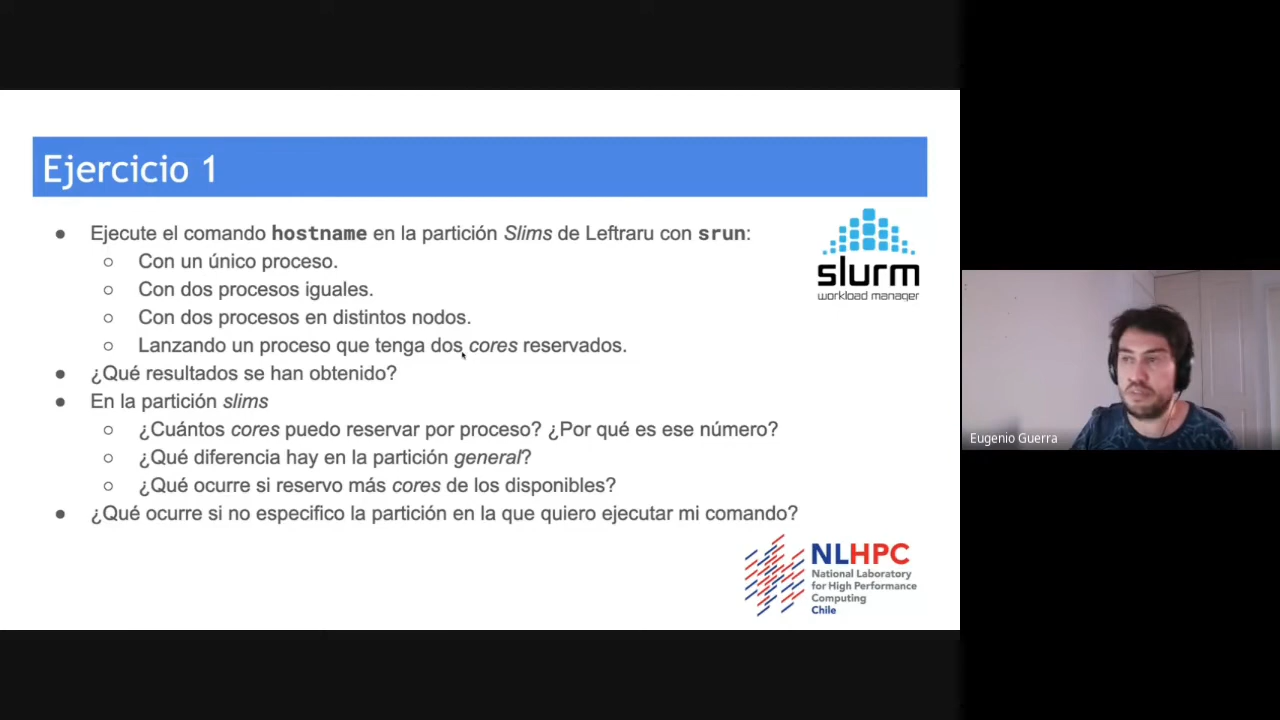 Ejercicio 1
● Ejecute el comando hostname en la partición Slims de Leftraru con srun:
○ Con un único proceso.
○ Con dos procesos iguales.
○ Con dos procesos en distintos nodos.
○ Lanzando un proceso que tenga dos cores reservados.
● ¿Qué resultados se han obtenido?
● En la partición slims
○ ¿Cuántos cores puedo reservar por proceso? ¿Por qué es ese número?
○ ¿Qué diferencia hay en la partición general?
○ ¿Qué ocurre si reservo más cores de los disponibles?
● ¿Qué ocurre si no especifico la partición en la que quiero ejecutar mi comando?
slurm
workload manager
NLHPC
National Laboratory
for High Performance
Computing
Chile
Eugenio Guerra